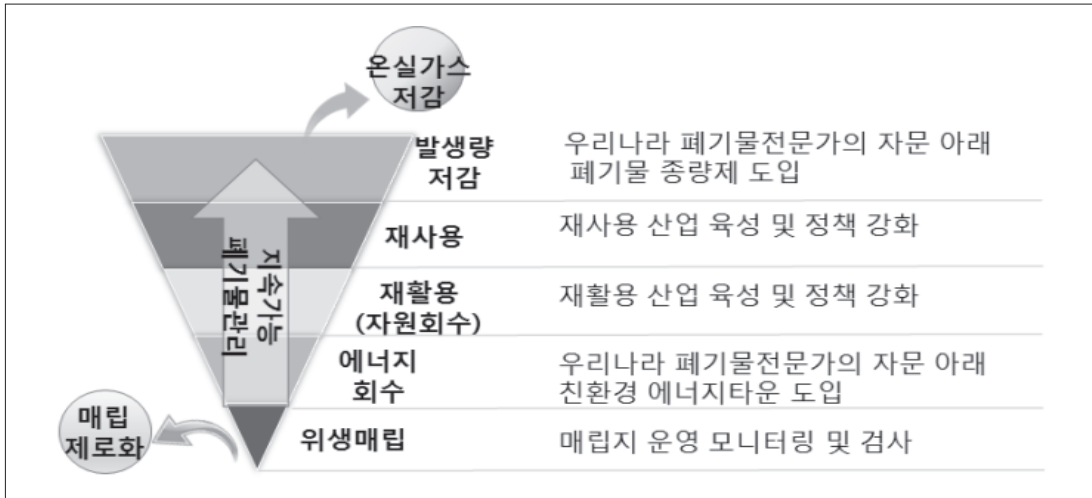 온실가스
저감
발생량
저감
우리나라 폐기물전문가의 자문 아래
폐기물 종량제 도입
재사용
재사용 산업 육성 및 정책 강화
지속가능
폐기물관리
재활용
(자원회수)
재활용 산업 육성 및 정책 강화
에너지
회수
우리나라 폐기물전문가의 자문 아래
친환경 에너지타운 도입
매립
제로화
위생매립
매립지 운영 모니터링 및 검사